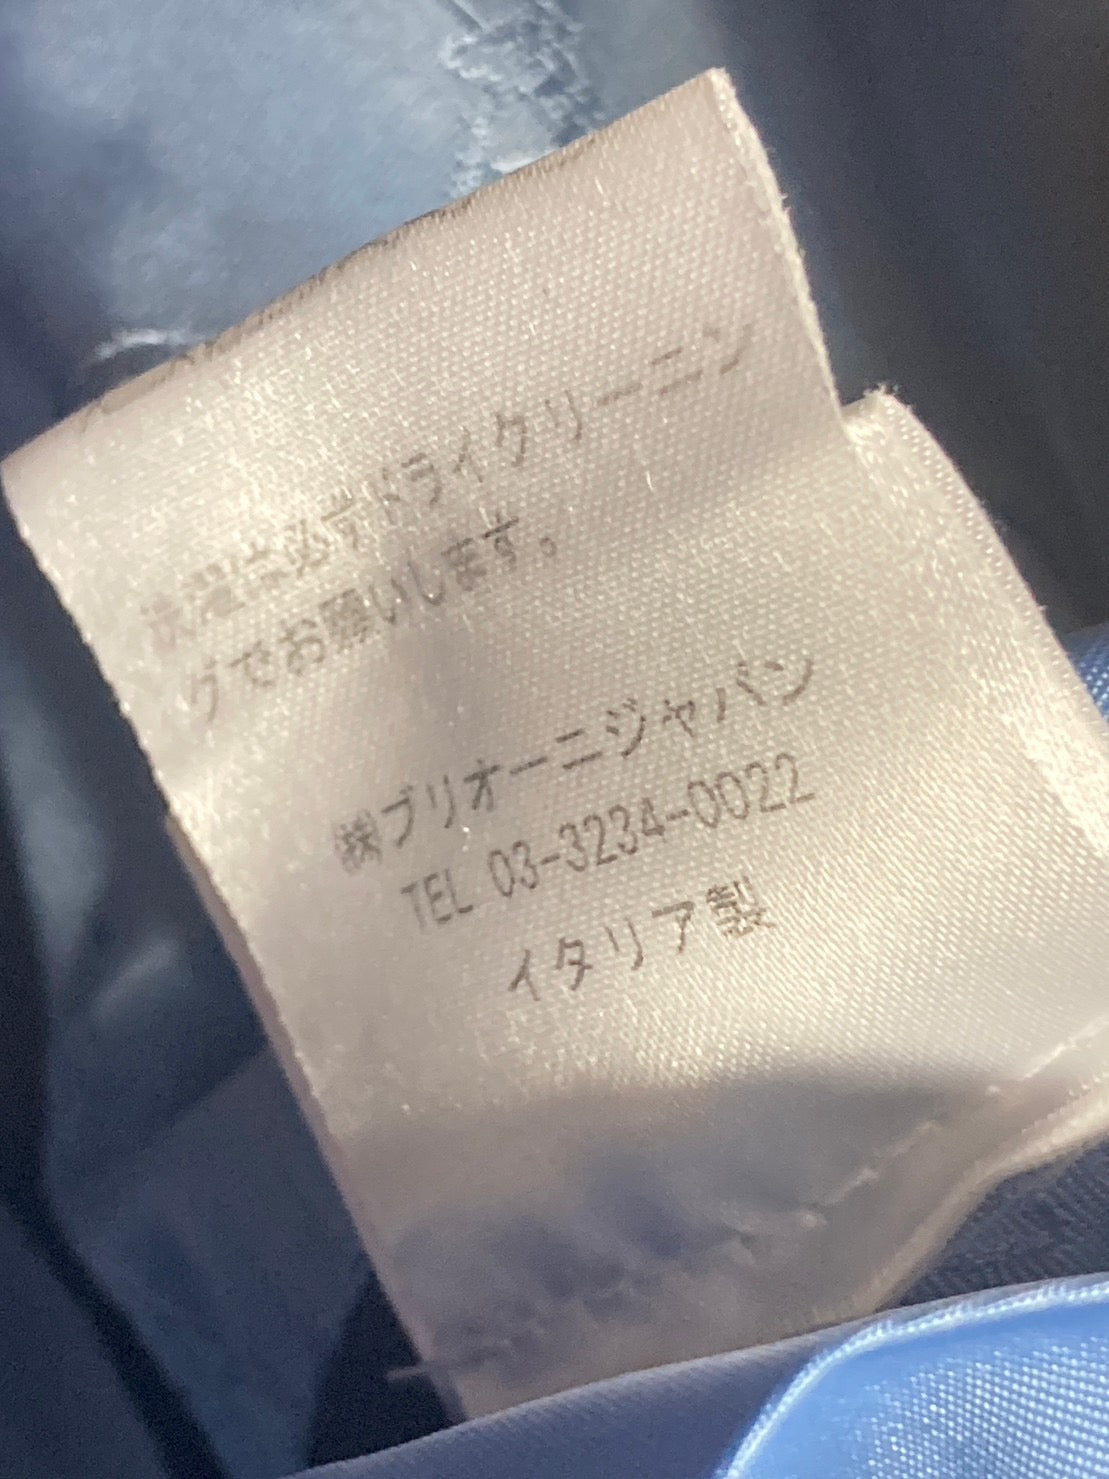 洗濯は必ずドライクリーニン
グでお願いします。
㈱ブリオーニジャパン
TEL 03-3234-0022
イタリア製